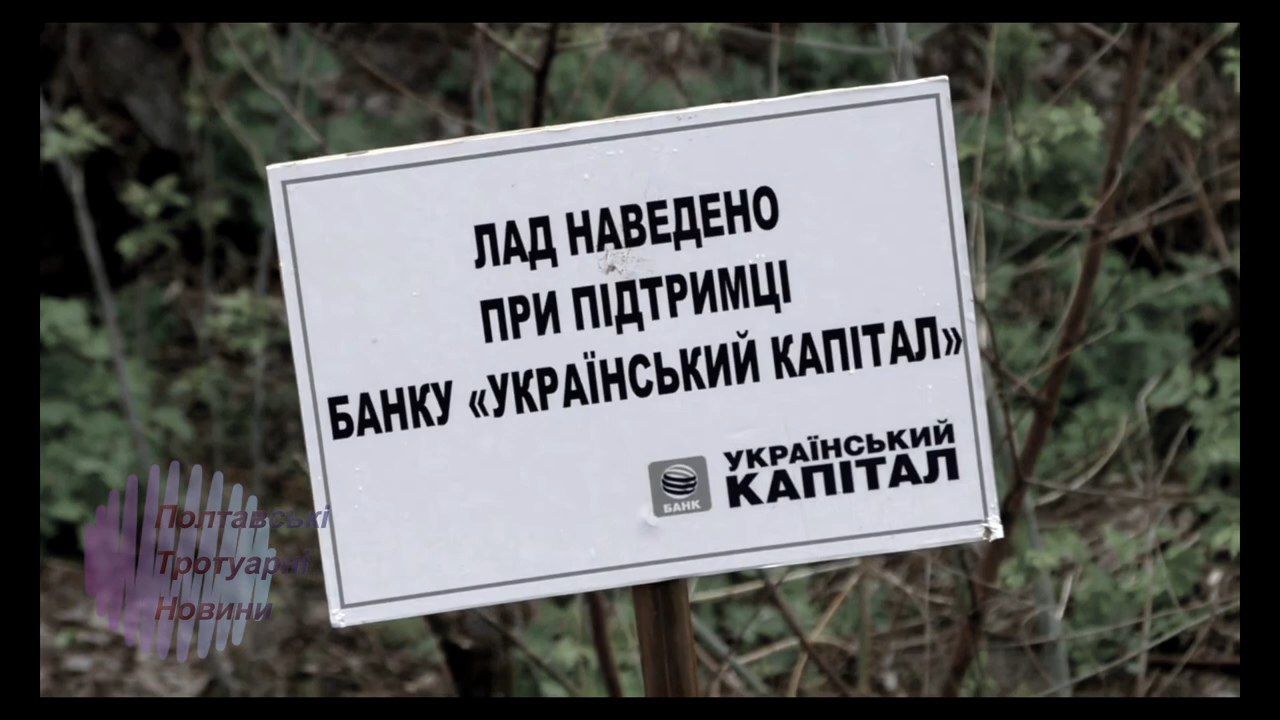 ЛАД НАВЕДЕНО
ПРИ ПІДТРИМЦІ
БАНКУ «УКРАЇНСЬКИЙ КАПІТАЛ»
УКРАЇНСЬКИЙ
КАПІТАЛ
БАНК
Полтавські
Тротуарні
Новини